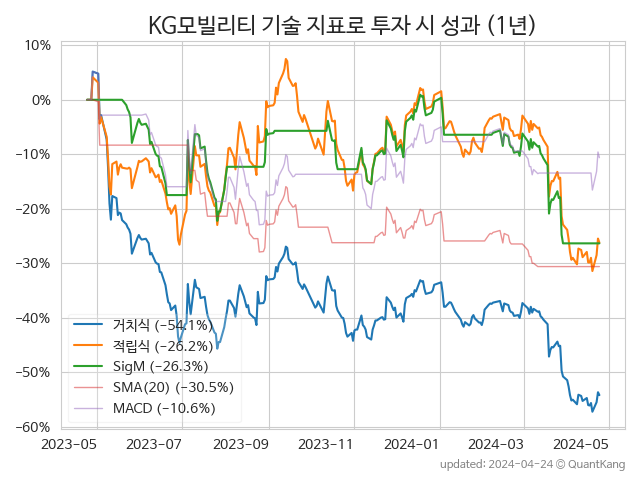 KG모빌리티 기술 지표로 투자 시 성과 (1년)
10%
0%
−10%
−20%
−30%
−40%
−50%
−60%
거치식 (−54.1%)
적립식 (−26.2%)
SigM (−26.3%)
SMA(20) (−30.5%)
MACD (−10.6%)
2023-05 2023-07 2023-09 2023-11 2024-01 2024-03 2024-05
updated: 2024-04-24 © QuantKang